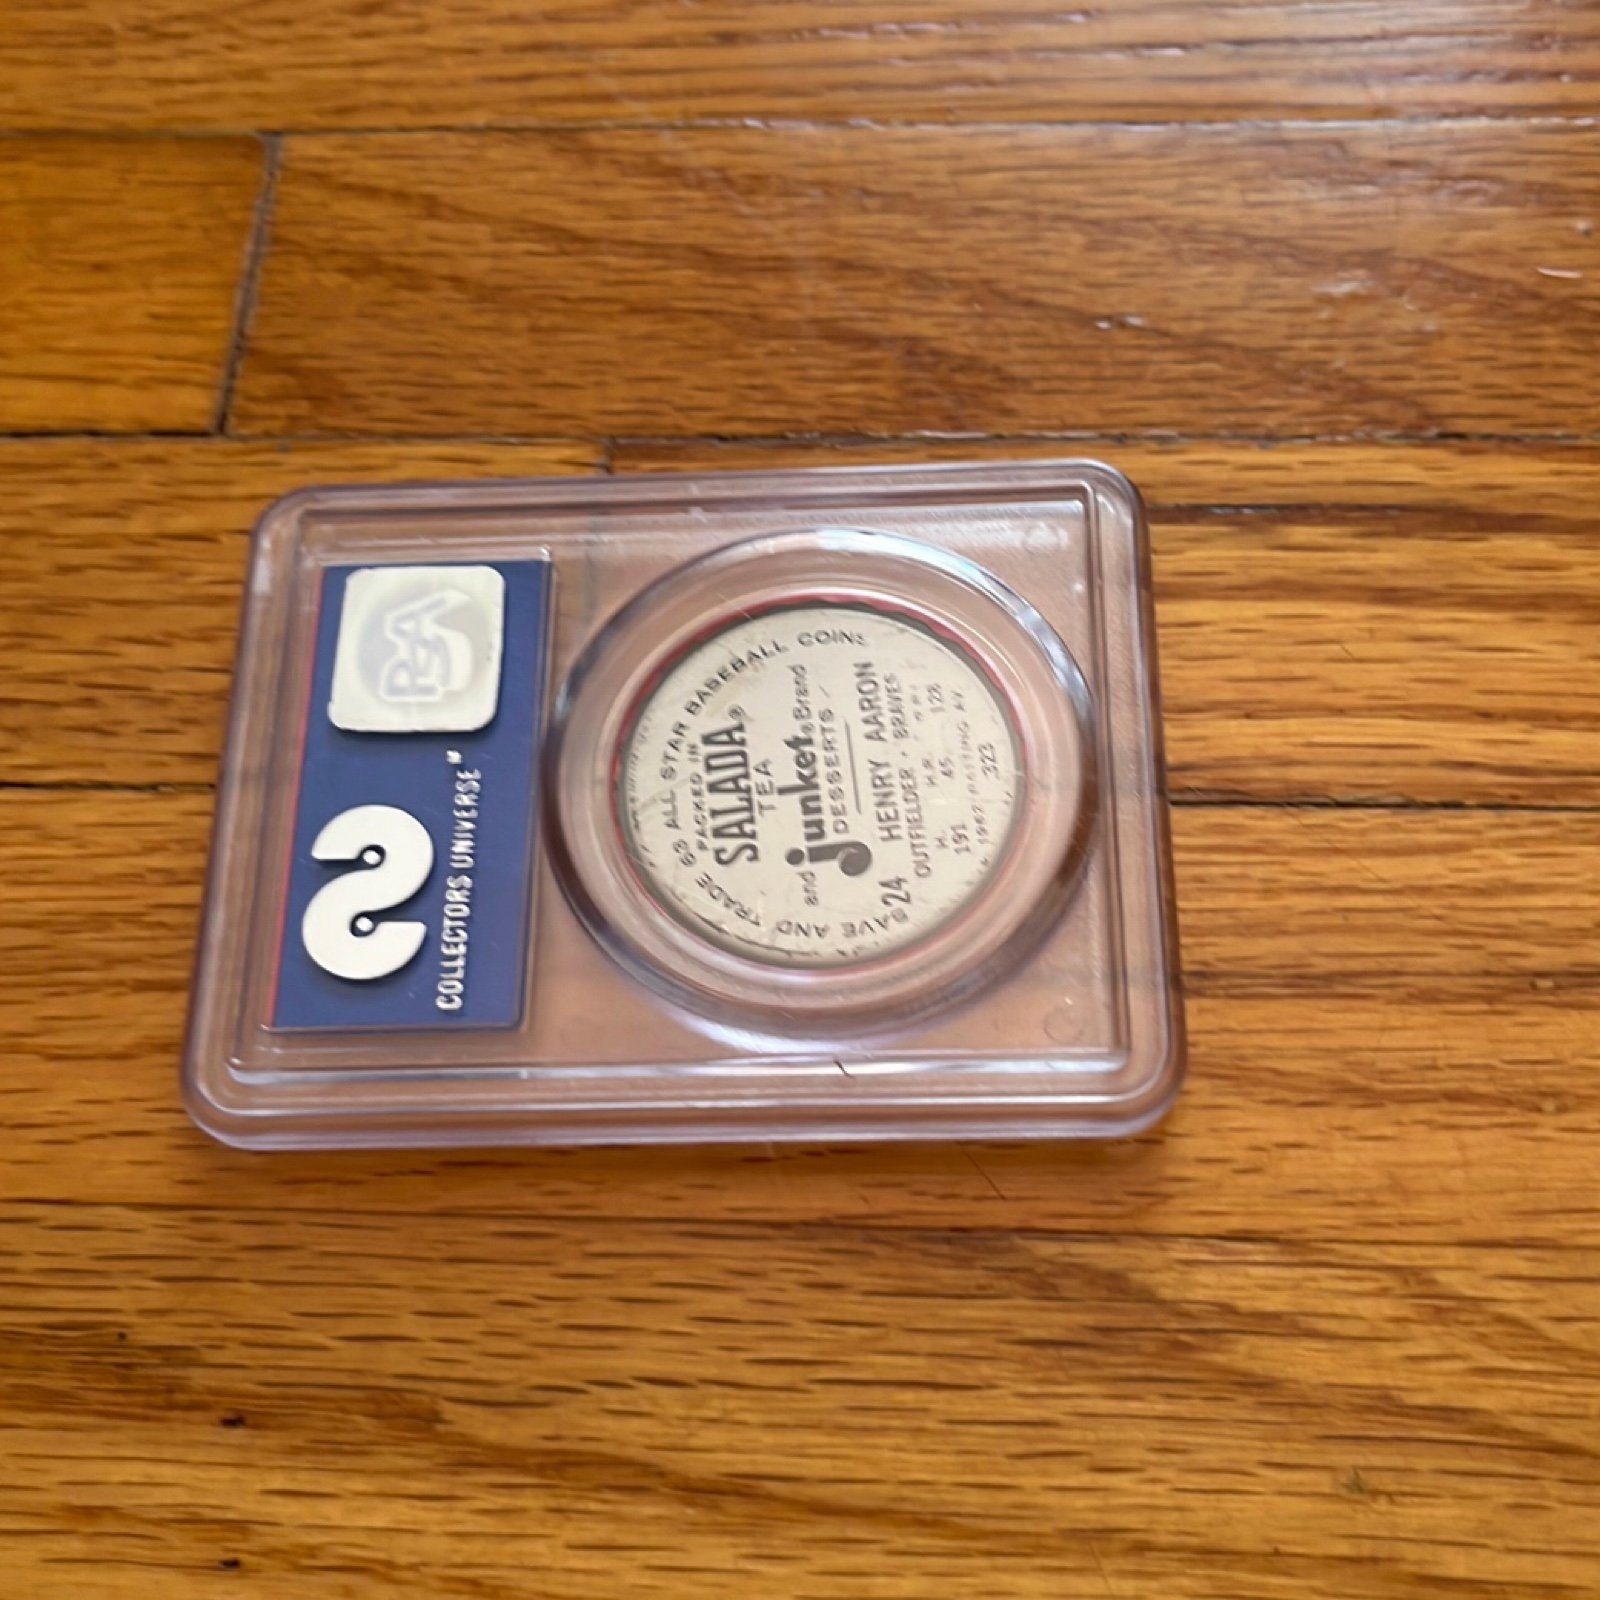 PSA
COLLECTORS UNIVERSE™
SAVE AND TRADE 63 ALL STAR BASEBALL COINS
PACKED IN
SALADA®
TEA
and junket® Brand
DESSERTS
24 HENRY AARON
OUTFIELDER - BRAVES
H. H.R.
191 45 128
1962 BATTING AV.
.323